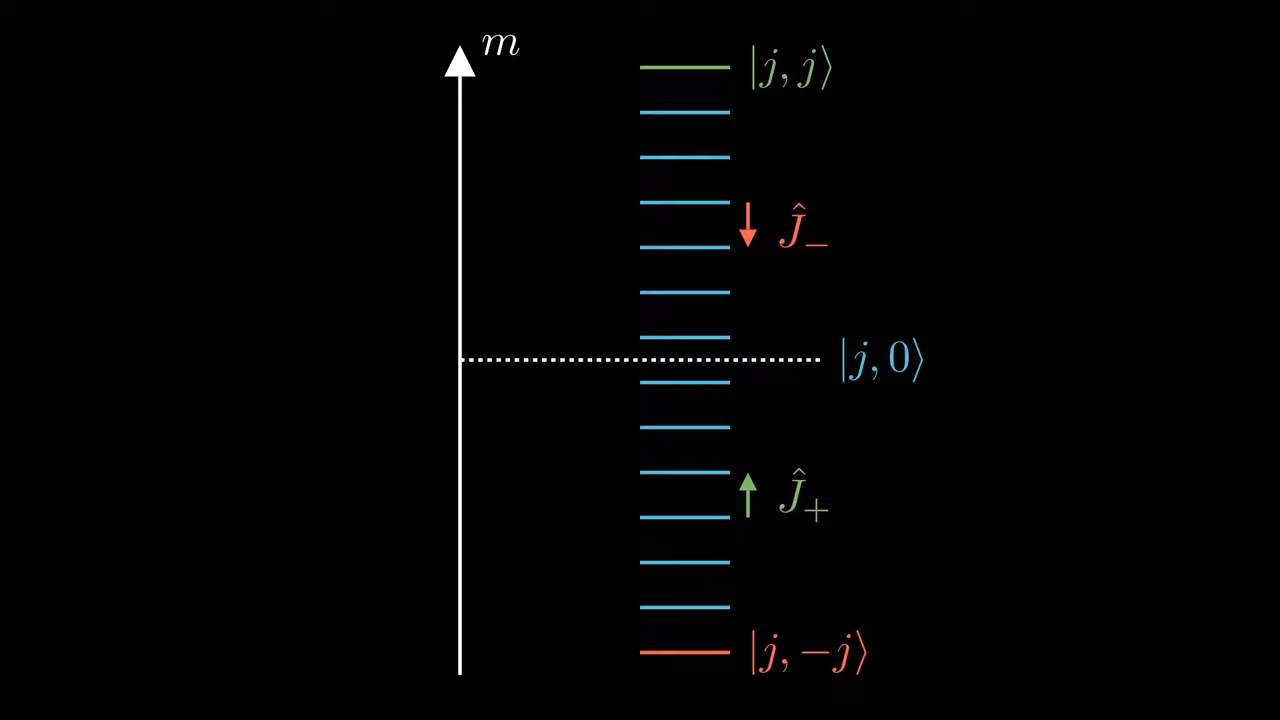 m
|j, j⟩
Ĵ₋
|j, 0⟩
Ĵ₊
|j, −j⟩